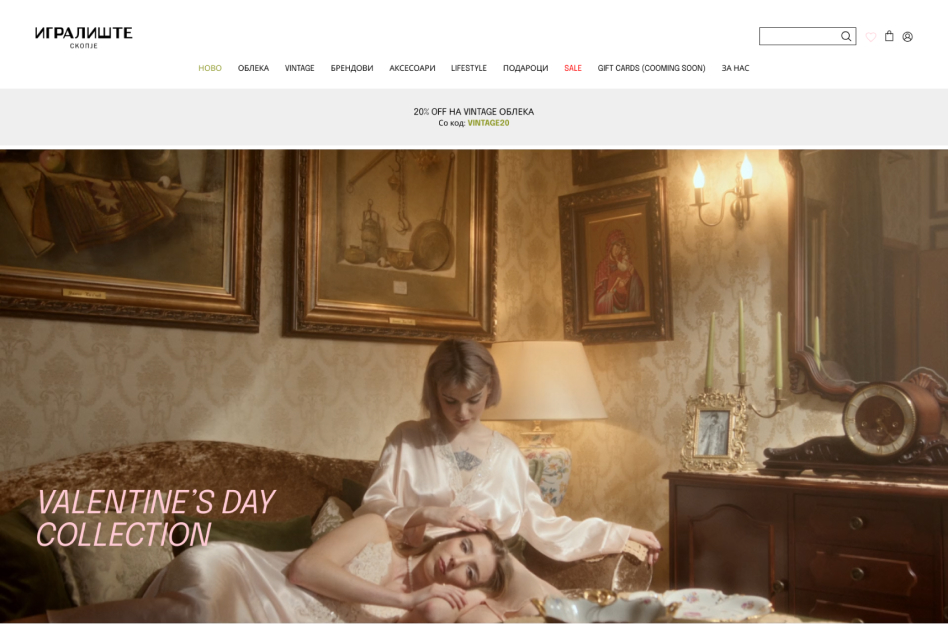 ИГРАЛИШТЕ
СКОПЈЕ
НОВО ОБЛЕКА VINTAGE БРЕНДОВИ АКСЕСОАРИ LIFESTYLE ПОДАРОЦИ SALE GIFT CARDS (COOMING SOON) ЗА НАС
20% OFF НА VINTAGE ОБЛЕКА
Со код: VINTAGE20
VALENTINE'S DAY
COLLECTION